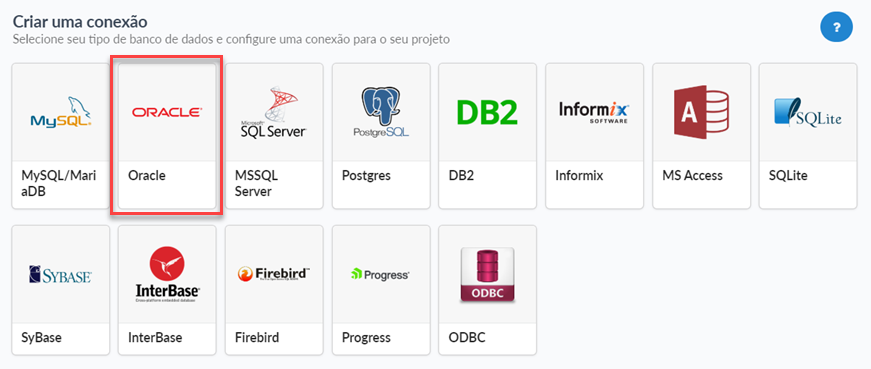 Criar uma conexão
Selecione seu tipo de banco de dados e configure uma conexão para o seu projeto
?
MySQL
ORACLE
Microsoft
SQL Server
PostgreSQL
DB2
Informix
SOFTWARE
A
SQLite
MySQL/Mari
aDB
Oracle
MSSQL
Server
Postgres
DB2
Informix
MS Access
SQLite
SYBASE
InterBase
Cross-platform embedded database
Firebird
Progress
ODBC
SyBase
InterBase
Firebird
Progress
ODBC